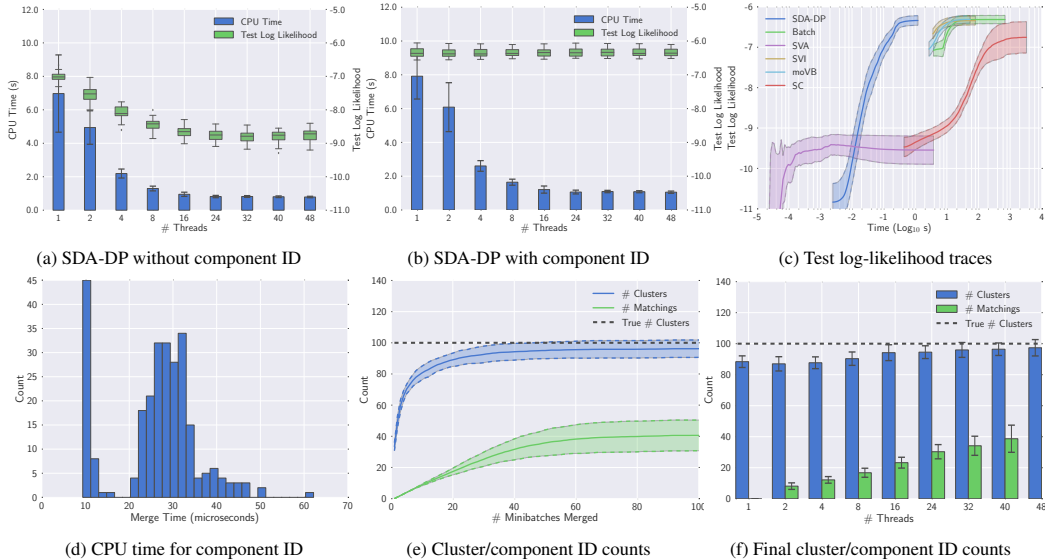 12.0 10.0 8.0 6.0 4.0 2.0 0.0
CPU Time (s)
CPU Time
Test Log Likelihood
-5.0 -6.0 -7.0 -8.0 -9.0 -10.0 -11.0
Test Log Likelihood
1 2 4 8 16 24 32 40 48
# Threads
(a) SDA-DP without component ID
12.0 10.0 8.0 6.0 4.0 2.0 0.0
CPU Time (s)
CPU Time
Test Log Likelihood
-5.0 -6.0 -7.0 -8.0 -9.0 -10.0 -11.0
Test Log Likelihood
1 2 4 8 16 24 32 40 48
# Threads
(b) SDA-DP with component ID
-6 -7 -8 -9 -10 -11
Test Log Likelihood
SDA-DP
Batch
SVA
SVI
moVB
SC
-5 -4 -3 -2 -1 0 1 2 3 4
Time (Log10 s)
(c) Test log-likelihood traces
45 40 35 30 25 20 15 10 5 0
Count
0 10 20 30 40 50 60 70
Merge Time (microseconds)
(d) CPU time for component ID
140 120 100 80 60 40 20 0
Count
# Clusters
# Matchings
True # Clusters
0 20 40 60 80 100
# Minibatches Merged
(e) Cluster/component ID counts
140 120 100 80 60 40 20 0
Count
# Clusters
# Matchings
True # Clusters
1 2 4 8 16 24 32 40 48
# Threads
(f) Final cluster/component ID counts